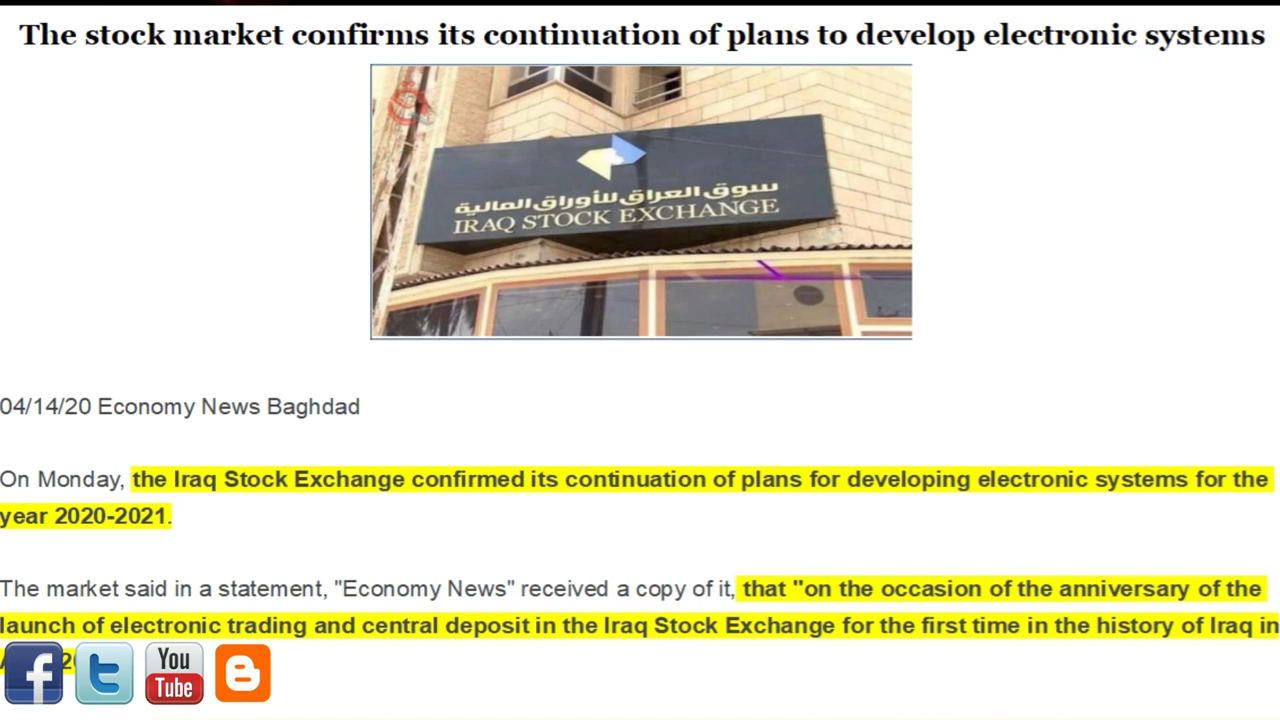 The stock market confirms its continuation of plans to develop electronic systems
سوق العراق للأوراق المالية
IRAQ STOCK EXCHANGE
04/14/20 Economy News Baghdad
On Monday, the Iraq Stock Exchange confirmed its continuation of plans for developing electronic systems for the
year 2020-2021.
The market said in a statement, "Economy News" received a copy of it, that "on the occasion of the anniversary of the
launch of electronic trading and central deposit in the Iraq Stock Exchange for the first time in the history of Iraq in
You
Tube